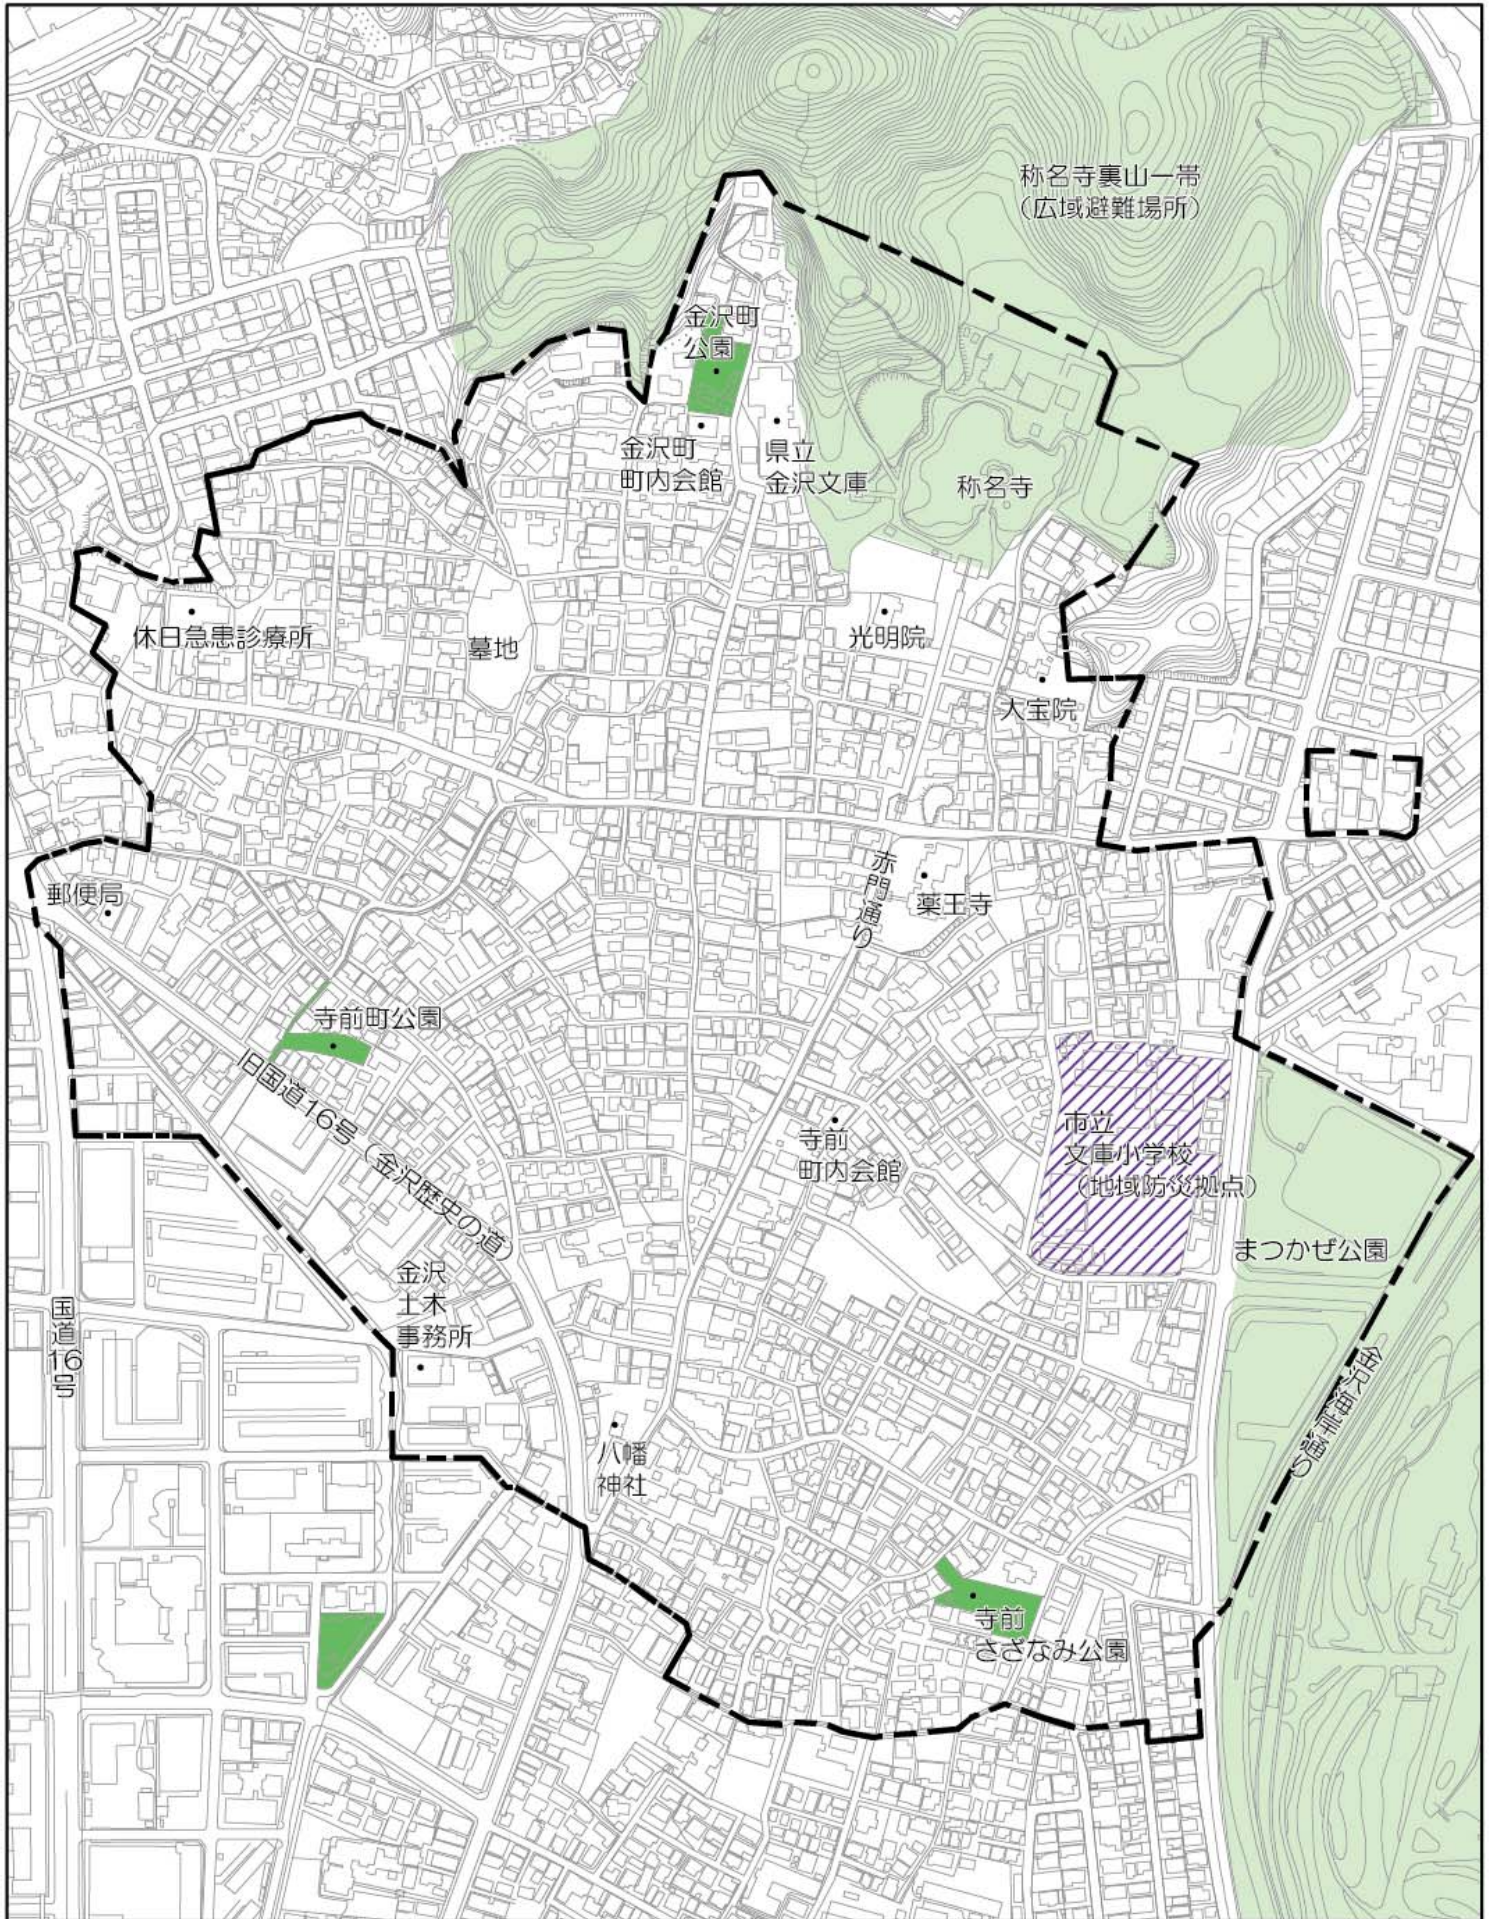 称名寺裏山一帯
（広域避難場所）
金沢町
公園
金沢町
町内会館
県立
金沢文庫
称名寺
休日急患診療所
墓地
光明院
大宝院
郵便局
赤門通り
薬王寺
寺前町公園
旧国道16号（金沢歴史の道）
寺前
町内会館
市立
文庫小学校
（地域防災拠点）
まつかぜ公園
金沢
土木
事務所
国道16号
金沢海岸通り
八幡
神社
寺前
さざなみ公園